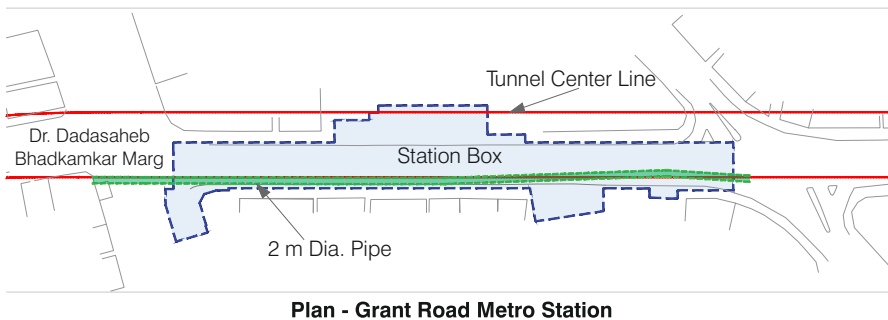 Tunnel Center Line
Dr. Dadasaheb
Bhadkamkar Marg
Station Box
2 m Dia. Pipe
Plan - Grant Road Metro Station